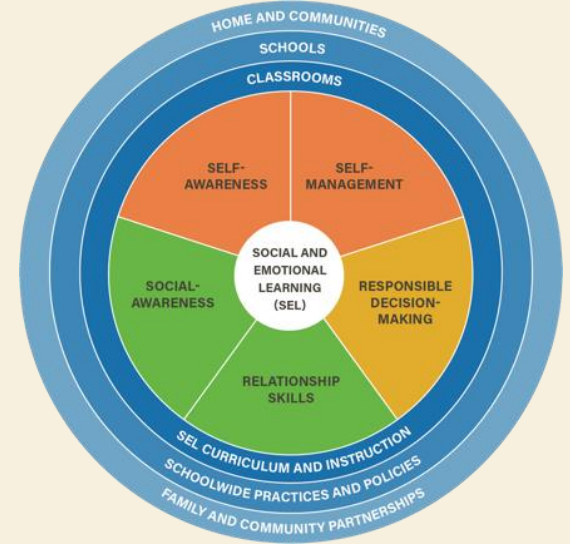 HOME AND COMMUNITIES
SCHOOLS
CLASSROOMS
SELF-
AWARENESS
SELF-
MANAGEMENT
SOCIAL AND
EMOTIONAL
LEARNING
(SEL)
SOCIAL-
AWARENESS
RESPONSIBLE
DECISION-
MAKING
RELATIONSHIP
SKILLS
SEL CURRICULUM AND INSTRUCTION
SCHOOLWIDE PRACTICES AND POLICIES
FAMILY AND COMMUNITY PARTNERSHIPS